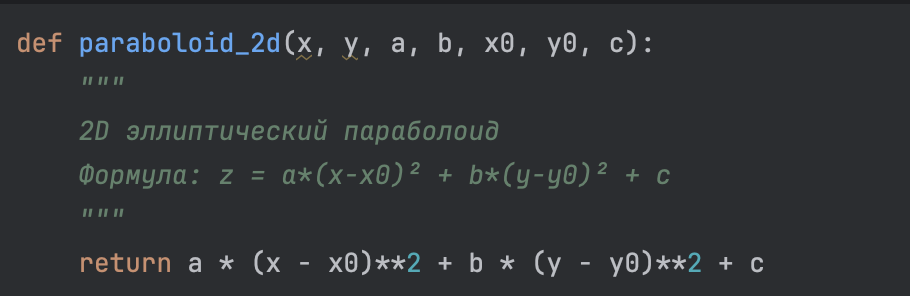 def paraboloid_2d(x, y, a, b, x0, y0, c):
"""
2D эллиптический параболоид
Формула: z = a*(x-x0)² + b*(y-y0)² + c
"""
return a * (x - x0)**2 + b * (y - y0)**2 + c